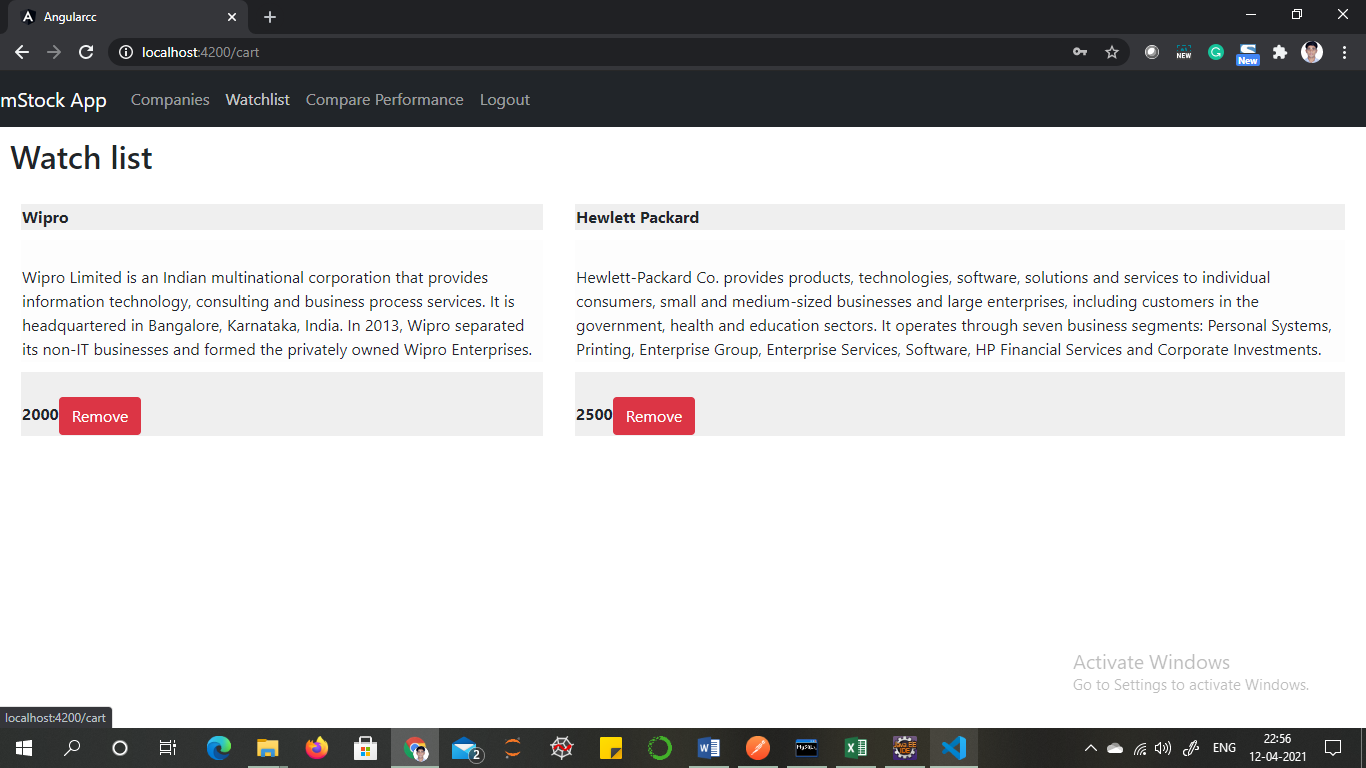 Angularcc
localhost:4200/cart
NEW
New
mStock App Companies Watchlist Compare Performance Logout
Watch list
Wipro
Wipro Limited is an Indian multinational corporation that provides
information technology, consulting and business process services. It is
headquartered in Bangalore, Karnataka, India. In 2013, Wipro separated
its non-IT businesses and formed the privately owned Wipro Enterprises.
2000 Remove
Hewlett Packard
Hewlett-Packard Co. provides products, technologies, software, solutions and services to individual
consumers, small and medium-sized businesses and large enterprises, including customers in the
government, health and education sectors. It operates through seven business segments: Personal Systems,
Printing, Enterprise Group, Enterprise Services, Software, HP Financial Services and Corporate Investments.
2500 Remove
Activate Windows
Go to Settings to activate Windows.
localhost:4200/cart
2
ENG
22:56
12-04-2021